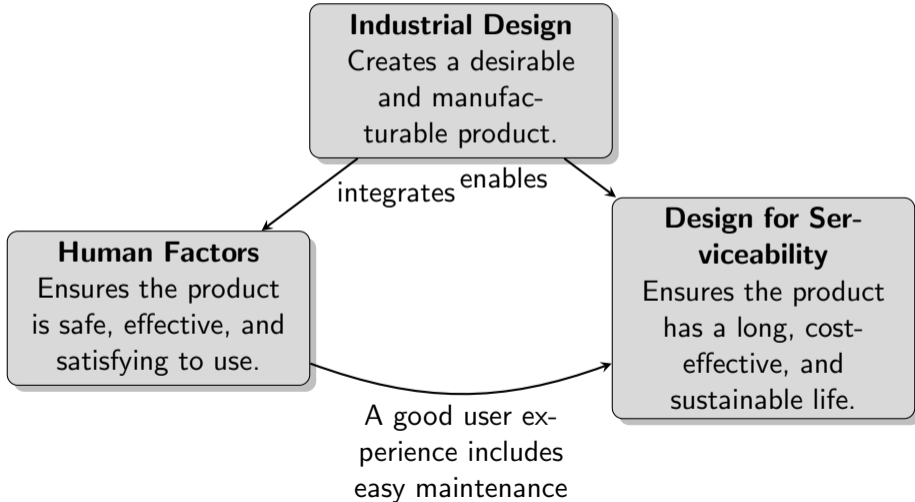 Industrial Design
Creates a desirable
and manufac-
turable product.
integrates
enables
Human Factors
Ensures the product
is safe, effective, and
satisfying to use.
Design for Ser-
viceability
Ensures the product
has a long, cost-
effective, and
sustainable life.
A good user ex-
perience includes
easy maintenance